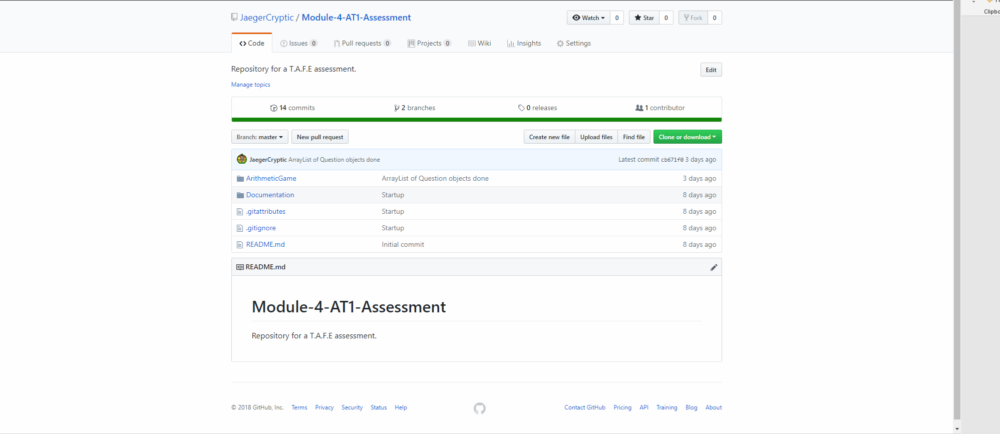 JaegerCryptic / Module-4-AT1-Assessment
Watch 0 Star 0 Fork 0
Clipbo
Code Issues 0 Pull requests 0 Projects 0 Wiki Insights Settings
Repository for a T.A.F.E assessment.
Edit
Manage topics
14 commits 2 branches 0 releases 1 contributor
Branch: master New pull request Create new file Upload files Find file Clone or download
JaegerCryptic ArrayList of Question objects done Latest commit cb671f0 3 days ago
ArithmeticGame ArrayList of Question objects done 3 days ago
Documentation Startup 8 days ago
.gitattributes Startup 8 days ago
.gitignore Startup 8 days ago
README.md Initial commit 8 days ago
README.md
Module-4-AT1-Assessment
Repository for a T.A.F.E assessment.
© 2018 GitHub, Inc. Terms Privacy Security Status Help Contact GitHub Pricing API Training Blog About